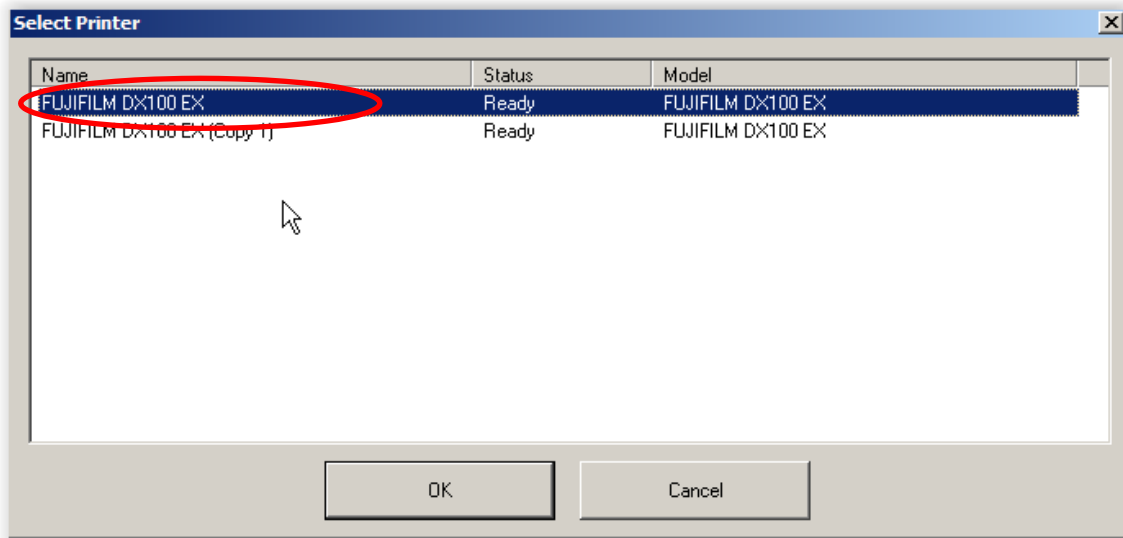 Select Printer
Name Status Model
FUJIFILM DX100 EX Ready FUJIFILM DX100 EX
FUJIFILM DX100 EX (Copy 1) Ready FUJIFILM DX100 EX
OK Cancel